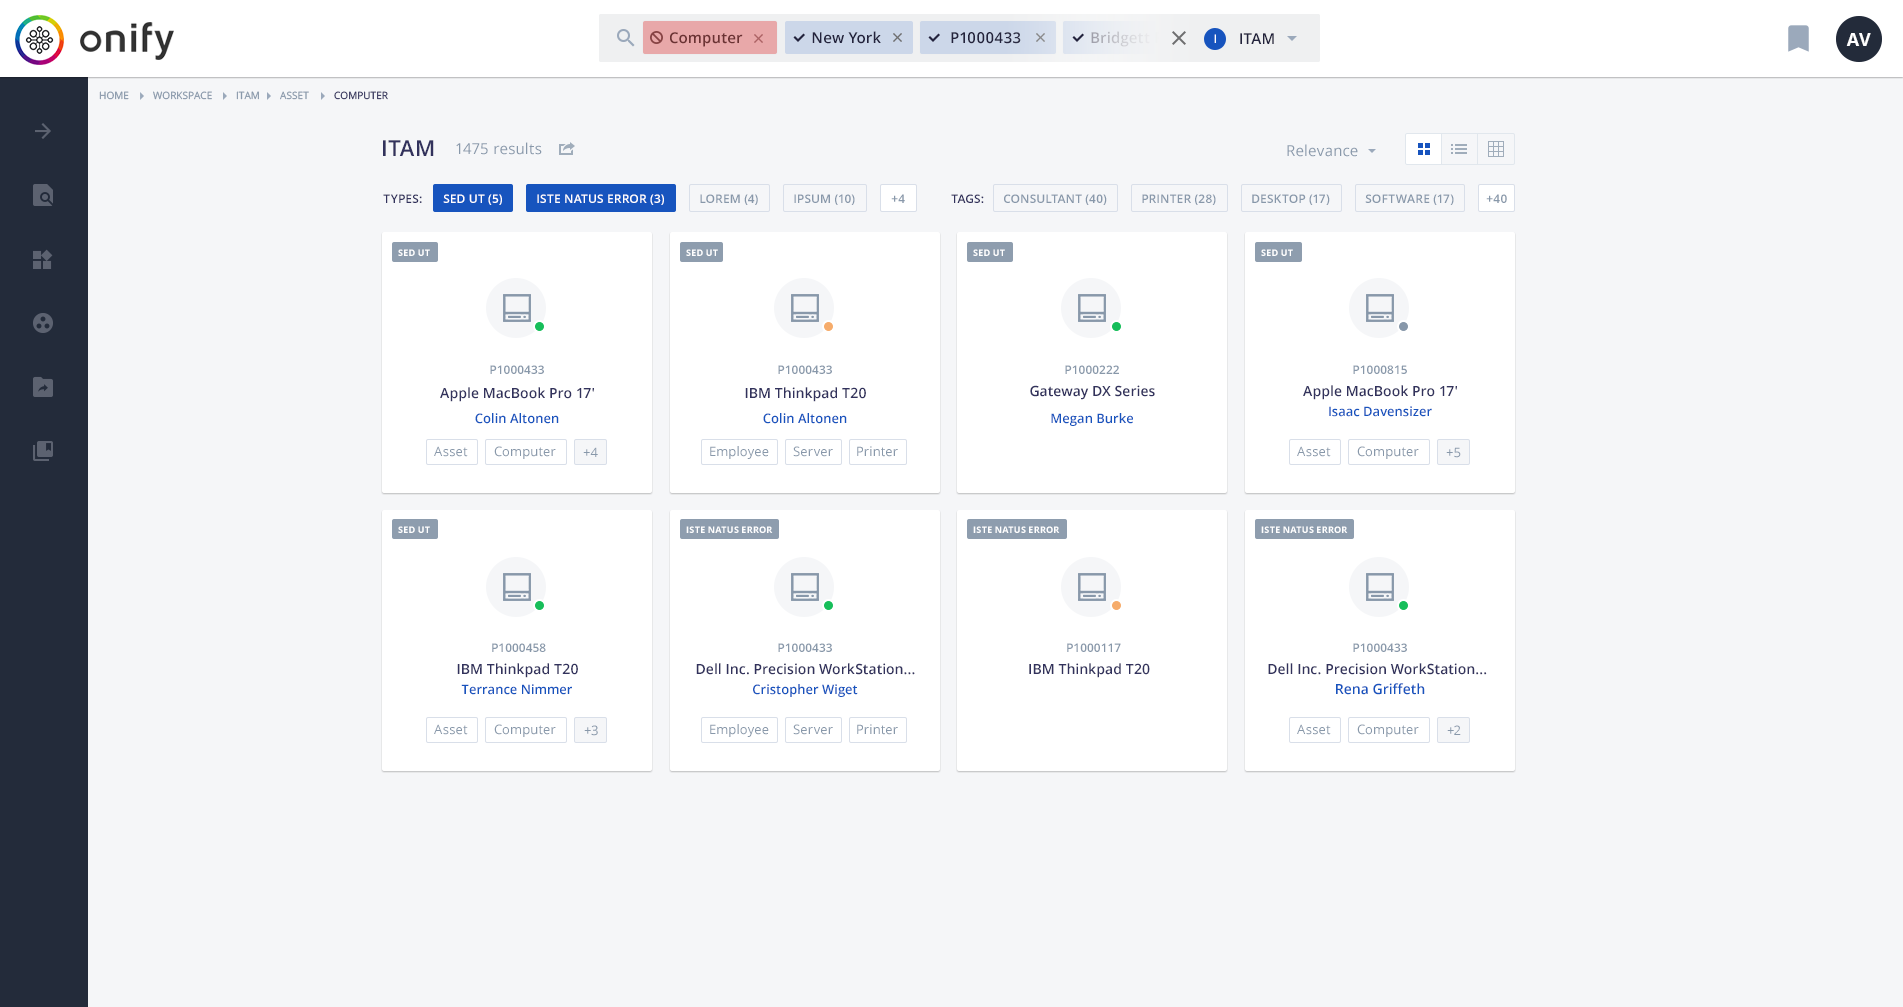 onify
Computer
New York
P1000433
Bridgett
I
ITAM
AV
HOME
WORKSPACE
ITAM
ASSET
COMPUTER
ITAM
1475 results
Relevance
TYPES:
SED UT (5)
ISTE NATUS ERROR (3)
LOREM (4)
IPSUM (10)
+4
TAGS:
CONSULTANT (40)
PRINTER (28)
DESKTOP (17)
SOFTWARE (17)
+40
SED UT
P1000433
Apple MacBook Pro 17'
Colin Altonen
Asset
Computer
+4
SED UT
P1000433
IBM Thinkpad T20
Colin Altonen
Employee
Server
Printer
SED UT
P1000222
Gateway DX Series
Megan Burke
SED UT
P1000815
Apple MacBook Pro 17'
Isaac Davensizer
Asset
Computer
+5
SED UT
P1000458
IBM Thinkpad T20
Terrance Nimmer
Asset
Computer
+3
ISTE NATUS ERROR
P1000433
Dell Inc. Precision WorkStation...
Cristopher Wiget
Employee
Server
Printer
ISTE NATUS ERROR
P1000117
IBM Thinkpad T20
ISTE NATUS ERROR
P1000433
Dell Inc. Precision WorkStation...
Rena Griffeth
Asset
Computer
+2